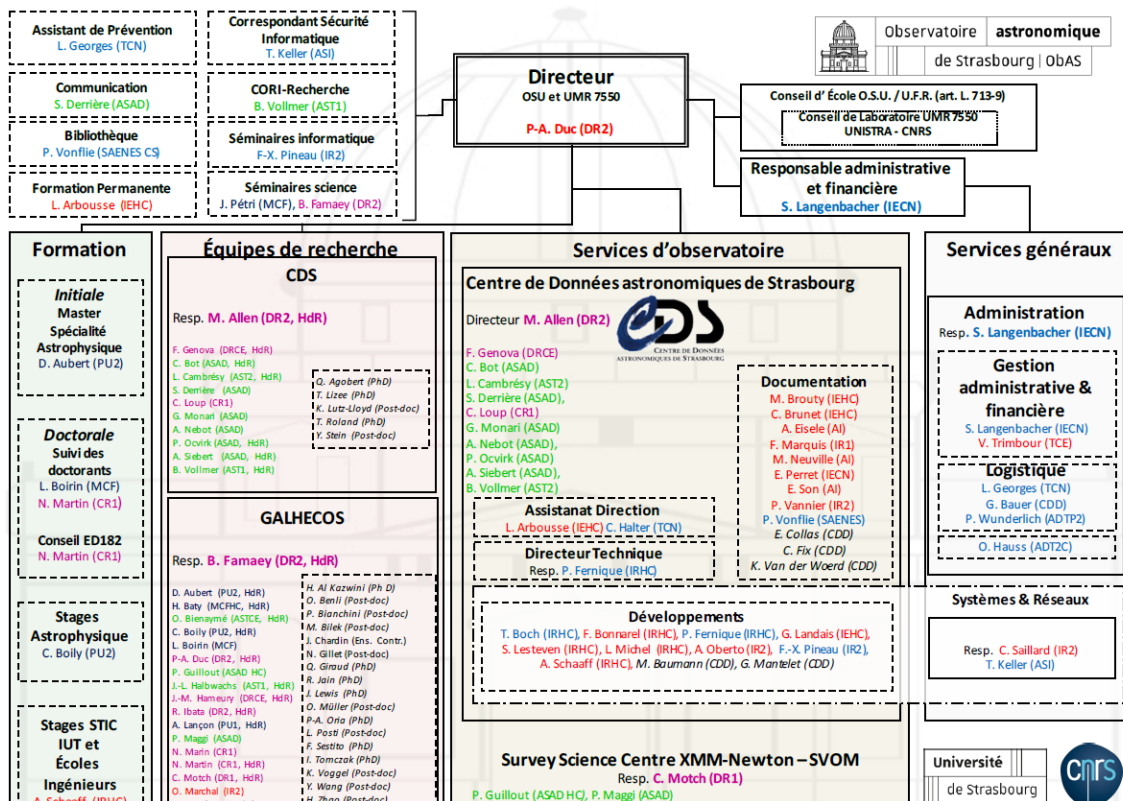 Assistant de Prévention
L. Georges (TCN)
Correspondant Sécurité
Informatique
T. Keller (ASI)
Communication
S. Derrière (ASAD)
CORI-Recherche
B. Vollmer (AST1)
Bibliothèque
P. Vonflie (SAENES CS)
Séminaires informatique
F-X. Pineau (IR2)
Formation Permanente
L. Arbousse (IEHC)
Séminaires science
J. Pétri (MCF), B. Famaey (DR2)
Directeur
OSU et UMR 7550
P-A. Duc (DR2)
Observatoire astronomique
de Strasbourg | ObAS
Conseil d' École O.S.U. / U.F.R. (art. L. 713-9)
Conseil de Laboratoire UMR 7550
UNISTRA - CNRS
Responsable administrative
et financière
S. Langenbacher (IECN)
Formation
Initiale
Master
Spécialité
Astrophysique
D. Aubert (PU2)
Doctorale
Suivi des
doctorants
L. Boirin (MCF)
N. Martin (CR1)
Conseil ED182
N. Martin (CR1)
Stages
Astrophysique
C. Boily (PU2)
Stages STIC
IUT et
Écoles
Ingénieurs
A. Schaaff (IRHC)
Équipes de recherche
CDS
Resp. M. Allen (DR2, HdR)
F. Genova (DRCE, HdR)
C. Bot (ASAD, HdR)
L. Cambrésy (AST2, HdR)
S. Derrière (ASAD)
C. Loup (CR1)
G. Monari (ASAD)
A. Nebot (ASAD)
P. Ocvirk (ASAD, HdR)
A. Siebert (ASAD, HdR)
B. Vollmer (AST1, HdR)
Q. Agobert (PhD)
T. Lizee (PhD)
K. Lutz-Lloyd (Post-doc)
T. Roland (PhD)
Y. Stein (Post-doc)
GALHECOS
Resp. B. Famaey (DR2, HdR)
D. Aubert (PU2, HdR)
H. Baty (MCFHC, HdR)
O. Bienaymé (ASTCE, HdR)
C. Boily (PU2, HdR)
L. Boirin (MCF)
P-A. Duc (DR2, HdR)
P. Guillout (ASAD HC)
J.-L. Halbwachs (AST1, HdR)
J.-M. Hameury (DRCE, HdR)
R. Ibata (DR2, HdR)
A. Lançon (PU1, HdR)
P. Maggi (ASAD)
N. Marin (CR1)
N. Martin (CR1, HdR)
C. Motch (DR1, HdR)
O. Marchal (IR2)
H. Al Kazwini (Ph D)
O. Benli (Post-doc)
P. Bianchini (Post-doc)
M. Bilek (Post-doc)
J. Chardin (Ens. Contr.)
N. Gillet (Post-doc)
Q. Giraud (PhD)
R. Jain (PhD)
J. Lewis (PhD)
O. Müller (Post-doc)
P-A. Oria (PhD)
L. Posti (Post-doc)
F. Sestito (PhD)
I. Tomczak (PhD)
K. Voggel (Post-doc)
Y. Wang (Post-doc)
H. Zhao (Post-doc)
Services d'observatoire
Centre de Données astronomiques de Strasbourg
Directeur M. Allen (DR2)
CDS
CENTRE DE DONNÉES
ASTRONOMIQUES DE STRASBOURG
F. Genova (DRCE)
C. Bot (ASAD)
L. Cambrésy (AST2)
S. Derrière (ASAD),
C. Loup (CR1)
G. Monari (ASAD)
A. Nebot (ASAD),
P. Ocvirk (ASAD)
A. Siebert (ASAD),
B. Vollmer (AST2)
Documentation
M. Brouty (IEHC)
C. Brunet (IEHC)
A. Eisele (AI)
F. Marquis (IR1)
M. Neuville (AI)
E. Perret (IECN)
E. Son (AI)
P. Vannier (IR2)
P. Vonflie (SAENES)
E. Collas (CDD)
C. Fix (CDD)
K. Van der Woerd (CDD)
Assistanat Direction
L. Arbousse (IEHC) C. Halter (TCN)
Directeur Technique
Resp. P. Fernique (IRHC)
Développements
T. Boch (IRHC), F. Bonnarel (IRHC), P. Fernique (IRHC), G. Landais (IEHC),
S. Lesteven (IRHC), L. Michel (IRHC), A. Oberto (IR2), F.-X. Pineau (IR2),
A. Schaaff (IRHC), M. Baumann (CDD), G. Mantelet (CDD)
Survey Science Centre XMM-Newton – SVOM
Resp. C. Motch (DR1)
P. Guillout (ASAD HC), P. Maggi (ASAD)
Services généraux
Administration
Resp. S. Langenbacher (IECN)
Gestion
administrative &
financière
S. Langenbacher (IECN)
V. Trimbour (TCE)
Logistique
L. Georges (TCN)
G. Bauer (CDD)
P. Wunderlich (ADTP2)
O. Hauss (ADT2C)
Systèmes & Réseaux
Resp. C. Saillard (IR2)
T. Keller (ASI)
Université
de Strasbourg
cnrs